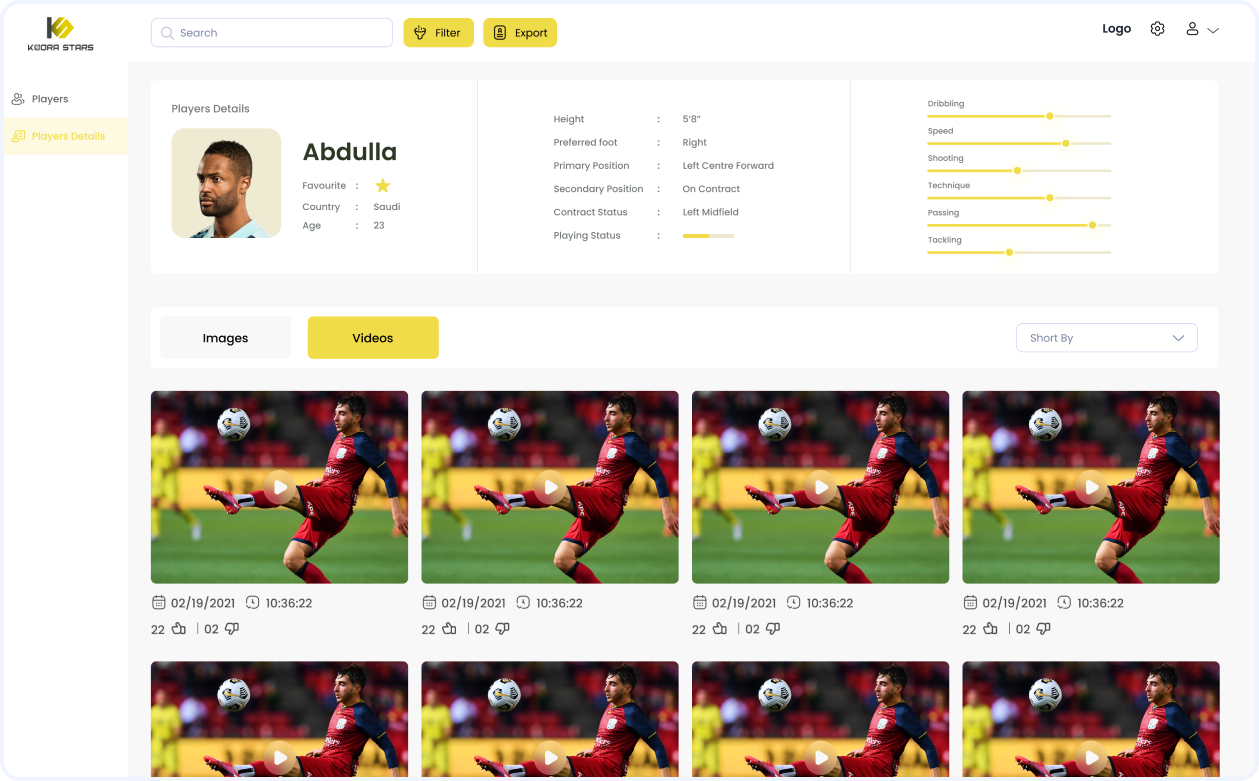 KOORA STARS
Search
Filter
Export
Logo
Players
Players Details
Players Details
Abdulla
Favourite :
Country : Saudi
Age : 23
Height : 5'8"
Preferred foot : Right
Primary Position : Left Centre Forward
Secondary Position : On Contract
Contract Status : Left Midfield
Playing Status :
Dribbling
Speed
Shooting
Technique
Passing
Tackling
Images
Videos
Short By
02/19/2021 10:36:22
22 | 02
02/19/2021 10:36:22
22 | 02
02/19/2021 10:36:22
22 | 02
02/19/2021 10:36:22
22 | 02